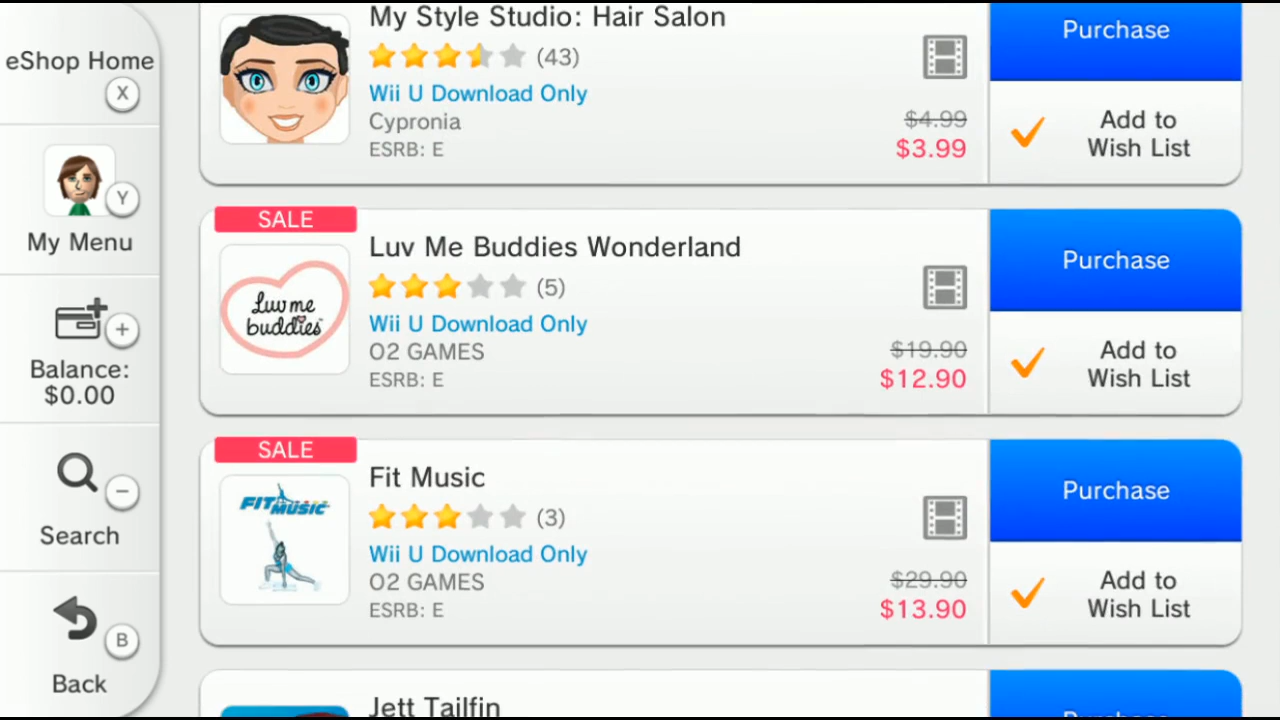 eShop Home
X
Y
My Menu
+
Balance:
$0.00
−
Search
B
Back
My Style Studio: Hair Salon
(43)
Wii U Download Only
Cypronia
ESRB: E
$4.99
$3.99
Purchase
Add to
Wish List
SALE
Luv me
buddies™
Luv Me Buddies Wonderland
(5)
Wii U Download Only
O2 GAMES
ESRB: E
$19.90
$12.90
Purchase
Add to
Wish List
SALE
FIT MUSIC
Fit Music
(3)
Wii U Download Only
O2 GAMES
ESRB: E
$29.90
$13.90
Purchase
Add to
Wish List
Jett Tailfin
Purchase